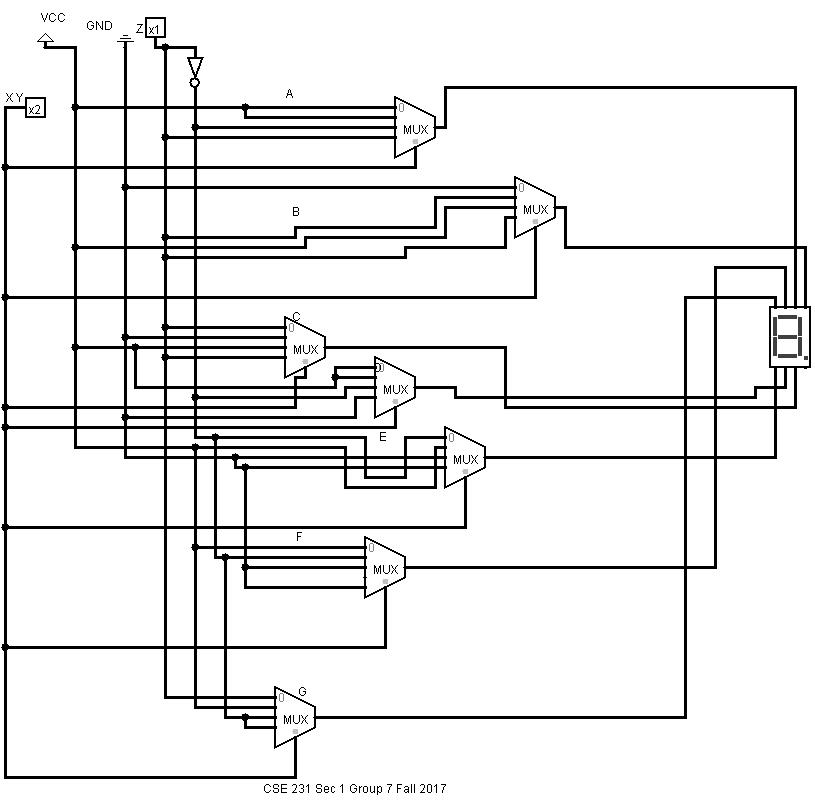 VCC
GND
Z x1
X Y x2
A
0
MUX
0
B
MUX
C
0
MUX
0
MUX
E
0
MUX
F
0
MUX
G
0
MUX
CSE 231 Sec 1 Group 7 Fall 2017